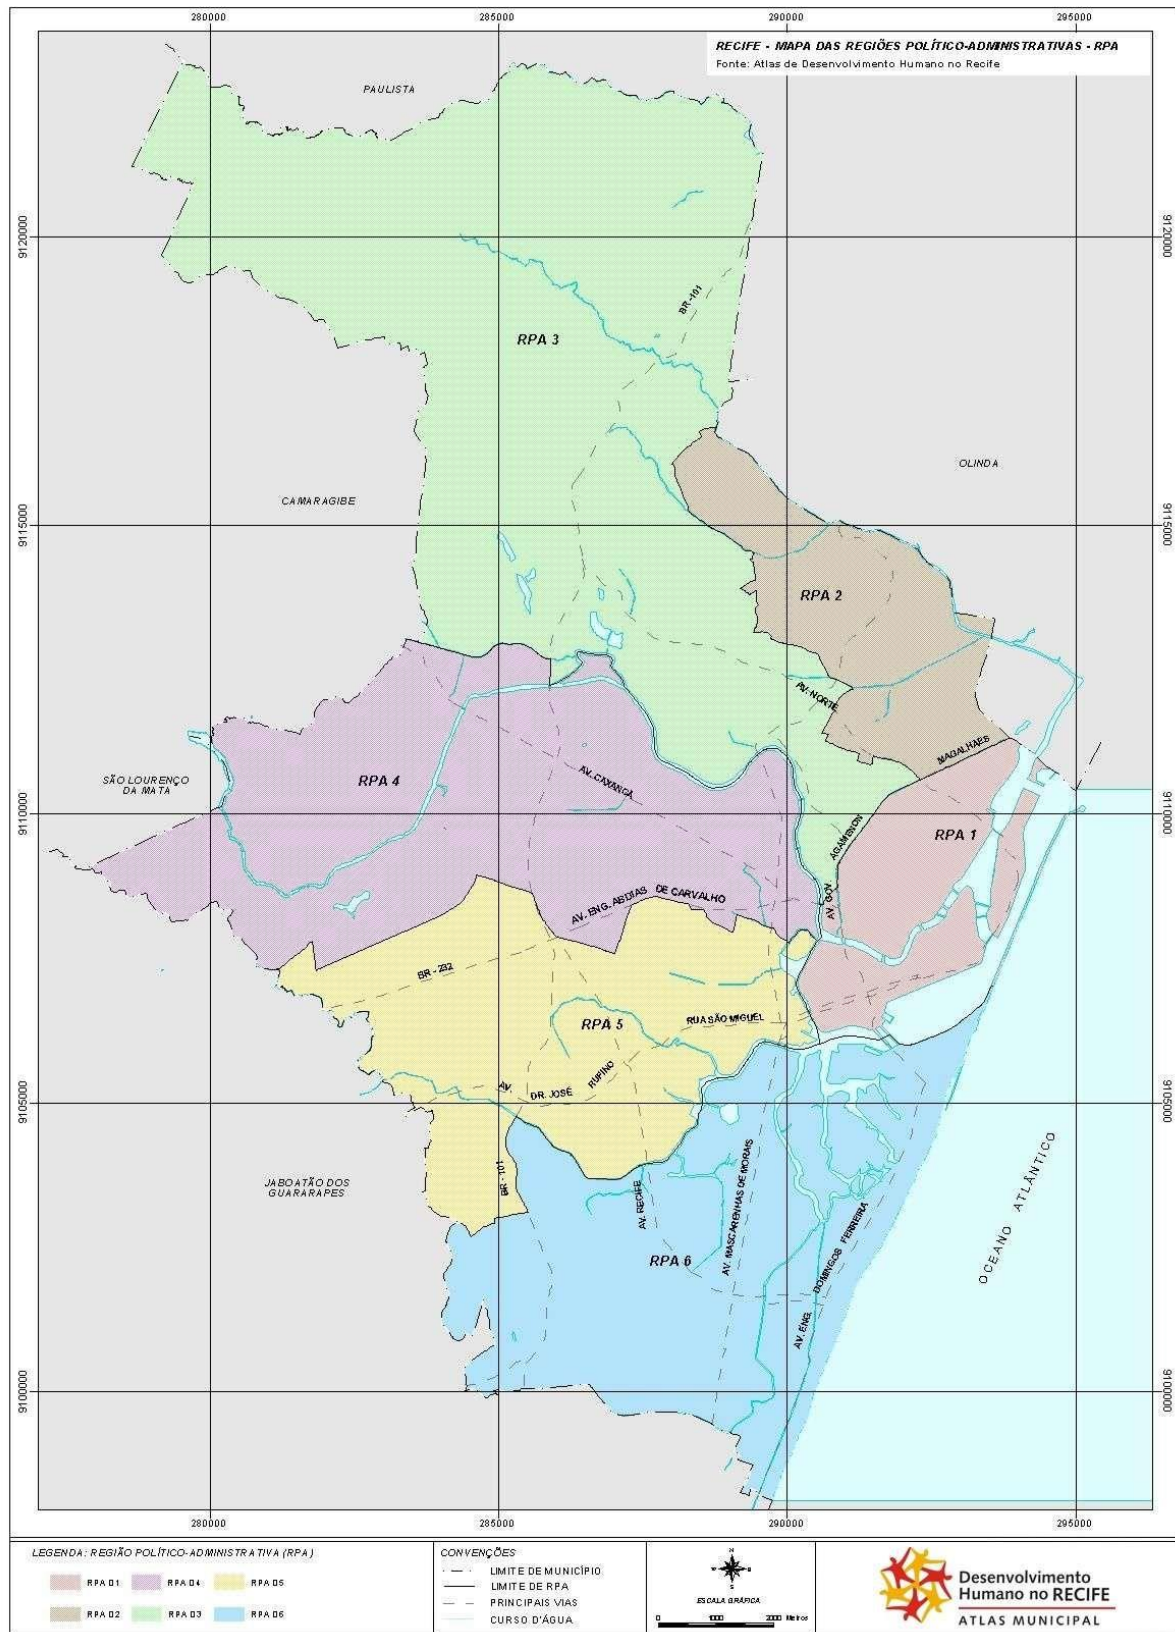 280000 285000 290000 295000
RECIFE - MAPA DAS REGIÕES POLÍTICO-ADMINISTRATIVAS - RPA
Fonte: Atlas de Desenvolvimento Humano no Recife
PAULISTA
9120000 9120000
BR-101
RPA 3
OLINDA
CAMARAGIBE
9115000 9115000
RPA 2
AV. NORTE
MAGALHÃES
SÃO LOURENÇO
DA MATA
RPA 4
AV. CAXANGÁ
9110000 9110000
RPA 1
AGAMENON
AV. GOV.
AV. ENG. ABDIAS DE CARVALHO
BR - 232
RPA 5
RUA SÃO MIGUEL
AV. DR. JOSÉ RUFINO
9105000 9105000
JABOATÃO DOS
GUARARAPES
BR - 101
AV. RECIFE
AV. MASCARENHAS DE MORAIS
AV. ENG. DOMINGOS FERREIRA
OCEANO ATLÂNTICO
RPA 6
9100000 9100000
280000 285000 290000 295000
LEGENDA: REGIÃO POLÍTICO-ADMINISTRATIVA (RPA)
RPA 01 RPA 04 RPA 05
RPA 02 RPA 03 RPA 06
CONVENÇÕES
LIMITE DE MUNICÍPIO
LIMITE DE RPA
PRINCIPAIS VIAS
CURSO D'ÁGUA
N
W E
S
ESCALA GRÁFICA
0 1000 2000 Metros
Desenvolvimento
Humano no RECIFE
ATLAS MUNICIPAL